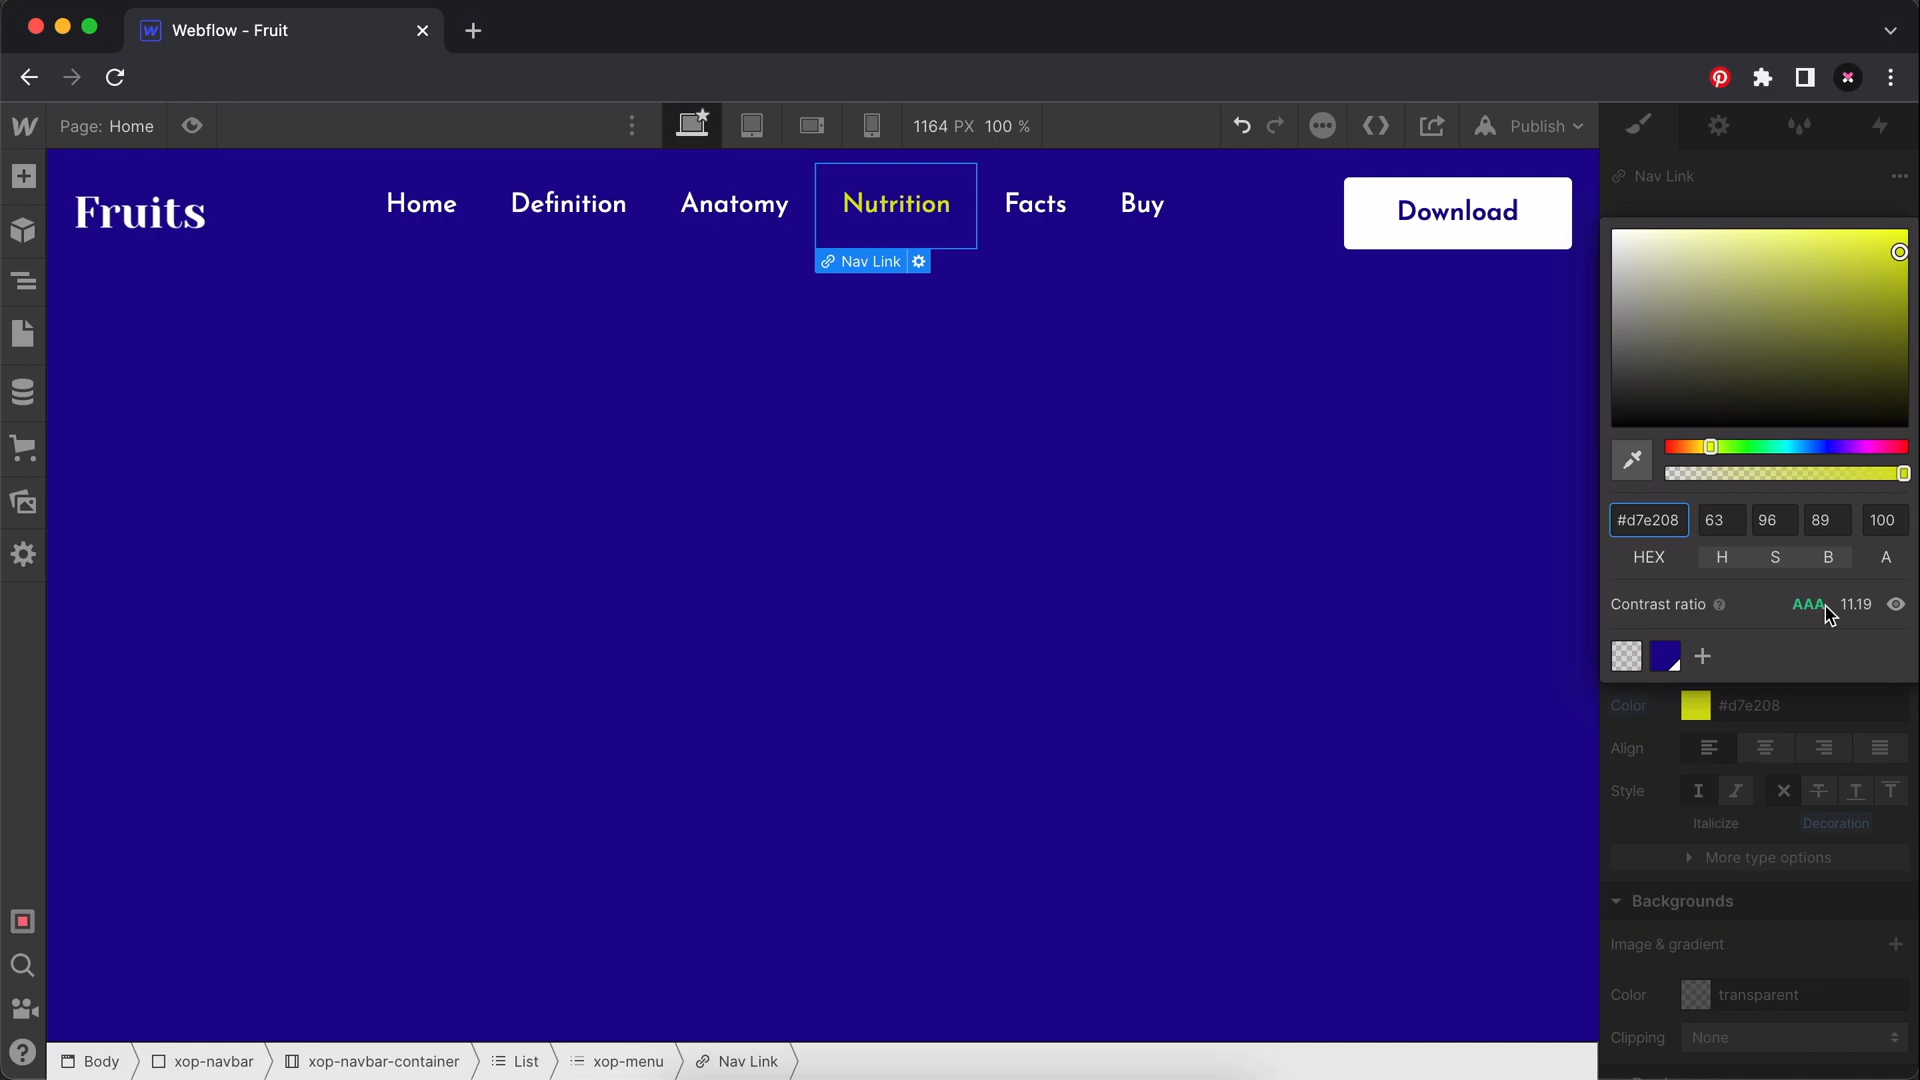 Webflow - Fruit
Page: Home
1164 PX 100 %
Publish
Fruits
Home Definition Anatomy Nutrition Facts Buy
Download
Nav Link
Nav Link
#d7e208 63 96 89 100
HEX H S B A
Contrast ratio AAA 11.19
Color #d7e208
Align
Style
Italicize Decoration
More type options
Backgrounds
Image & gradient
Color transparent
Clipping None
Body xop-navbar xop-navbar-container List xop-menu Nav Link